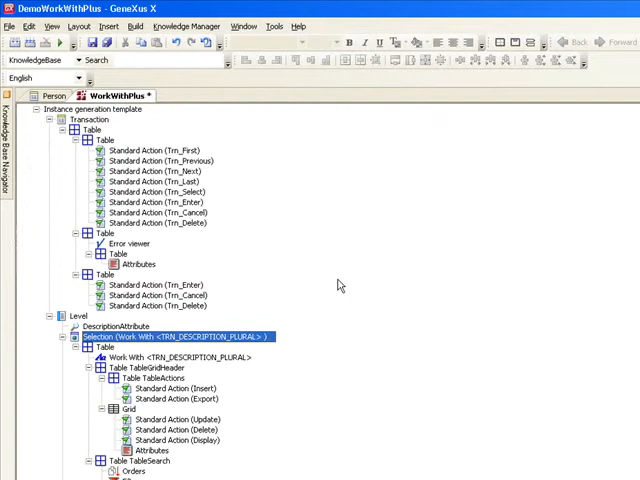 DemoWorkWithPlus - GeneXus X
File Edit View Layout Insert Build Knowledge Manager Window Tools Help
B I U Back Forward
KnowledgeBase Search
English
Person WorkWithPlus *
Knowledge Base Navigator
Instance generation template
Transaction
Table
Table
Standard Action (Trn_First)
Standard Action (Trn_Previous)
Standard Action (Trn_Next)
Standard Action (Trn_Last)
Standard Action (Trn_Select)
Standard Action (Trn_Enter)
Standard Action (Trn_Cancel)
Standard Action (Trn_Delete)
Table
Error viewer
Table
Attributes
Table
Standard Action (Trn_Enter)
Standard Action (Trn_Cancel)
Standard Action (Trn_Delete)
Level
DescriptionAttribute
Selection (Work With <TRN_DESCRIPTION_PLURAL> )
Table
Work With <TRN_DESCRIPTION_PLURAL>
Table TableGridHeader
Table TableActions
Standard Action (Insert)
Standard Action (Export)
Grid
Standard Action (Update)
Standard Action (Delete)
Standard Action (Display)
Attributes
Table TableSearch
Orders